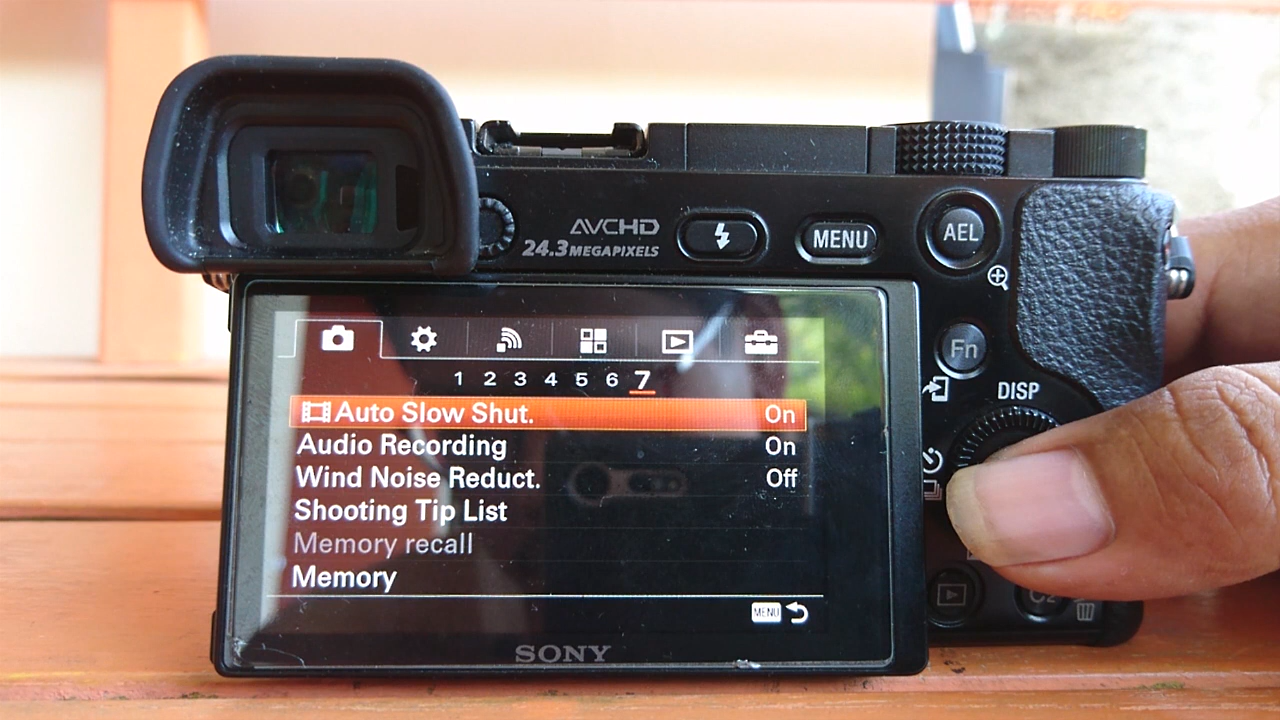 AVCHD
24.3 MEGAPIXELS
MENU
AEL
Fn
DISP
1 2 3 4 5 6 7
Auto Slow Shut. On
Audio Recording On
Wind Noise Reduct. Off
Shooting Tip List
Memory recall
Memory
MENU
C2
SONY